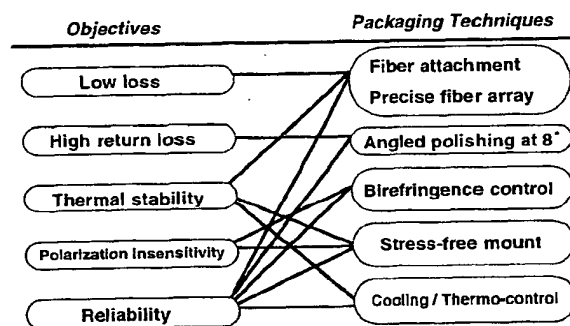 Objectives
Packaging Techniques
Low loss
Fiber attachment
Precise fiber array
High return loss
Angled polishing at 8°
Thermal stability
Birefringence control
Polarization Insensitivity
Stress-free mount
Reliability
Cooling / Thermo-control